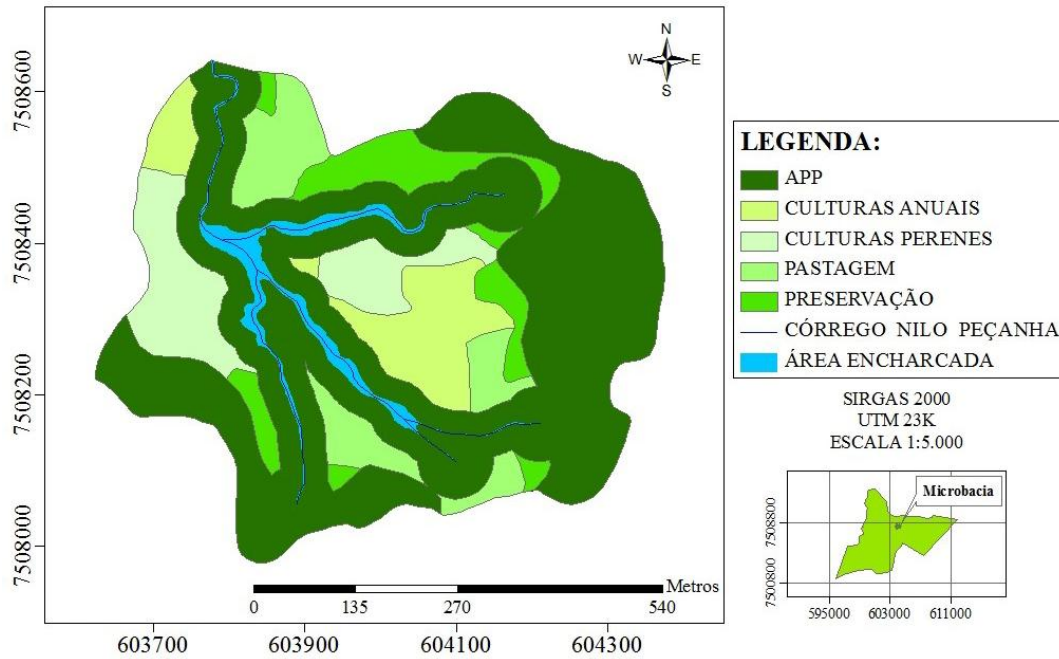 7508600
7508400
7508200
7508000
603700
603900
604100
604300
N
W
E
S
Metros
0
135
270
540
LEGENDA:
APP
CULTURAS ANUAIS
CULTURAS PERENES
PASTAGEM
PRESERVAÇÃO
CÓRREGO NILO PEÇANHA
ÁREA ENCHARCADA
SIRGAS 2000
UTM 23K
ESCALA 1:5.000
Microbacia
7508800
7500800
595000
603000
611000